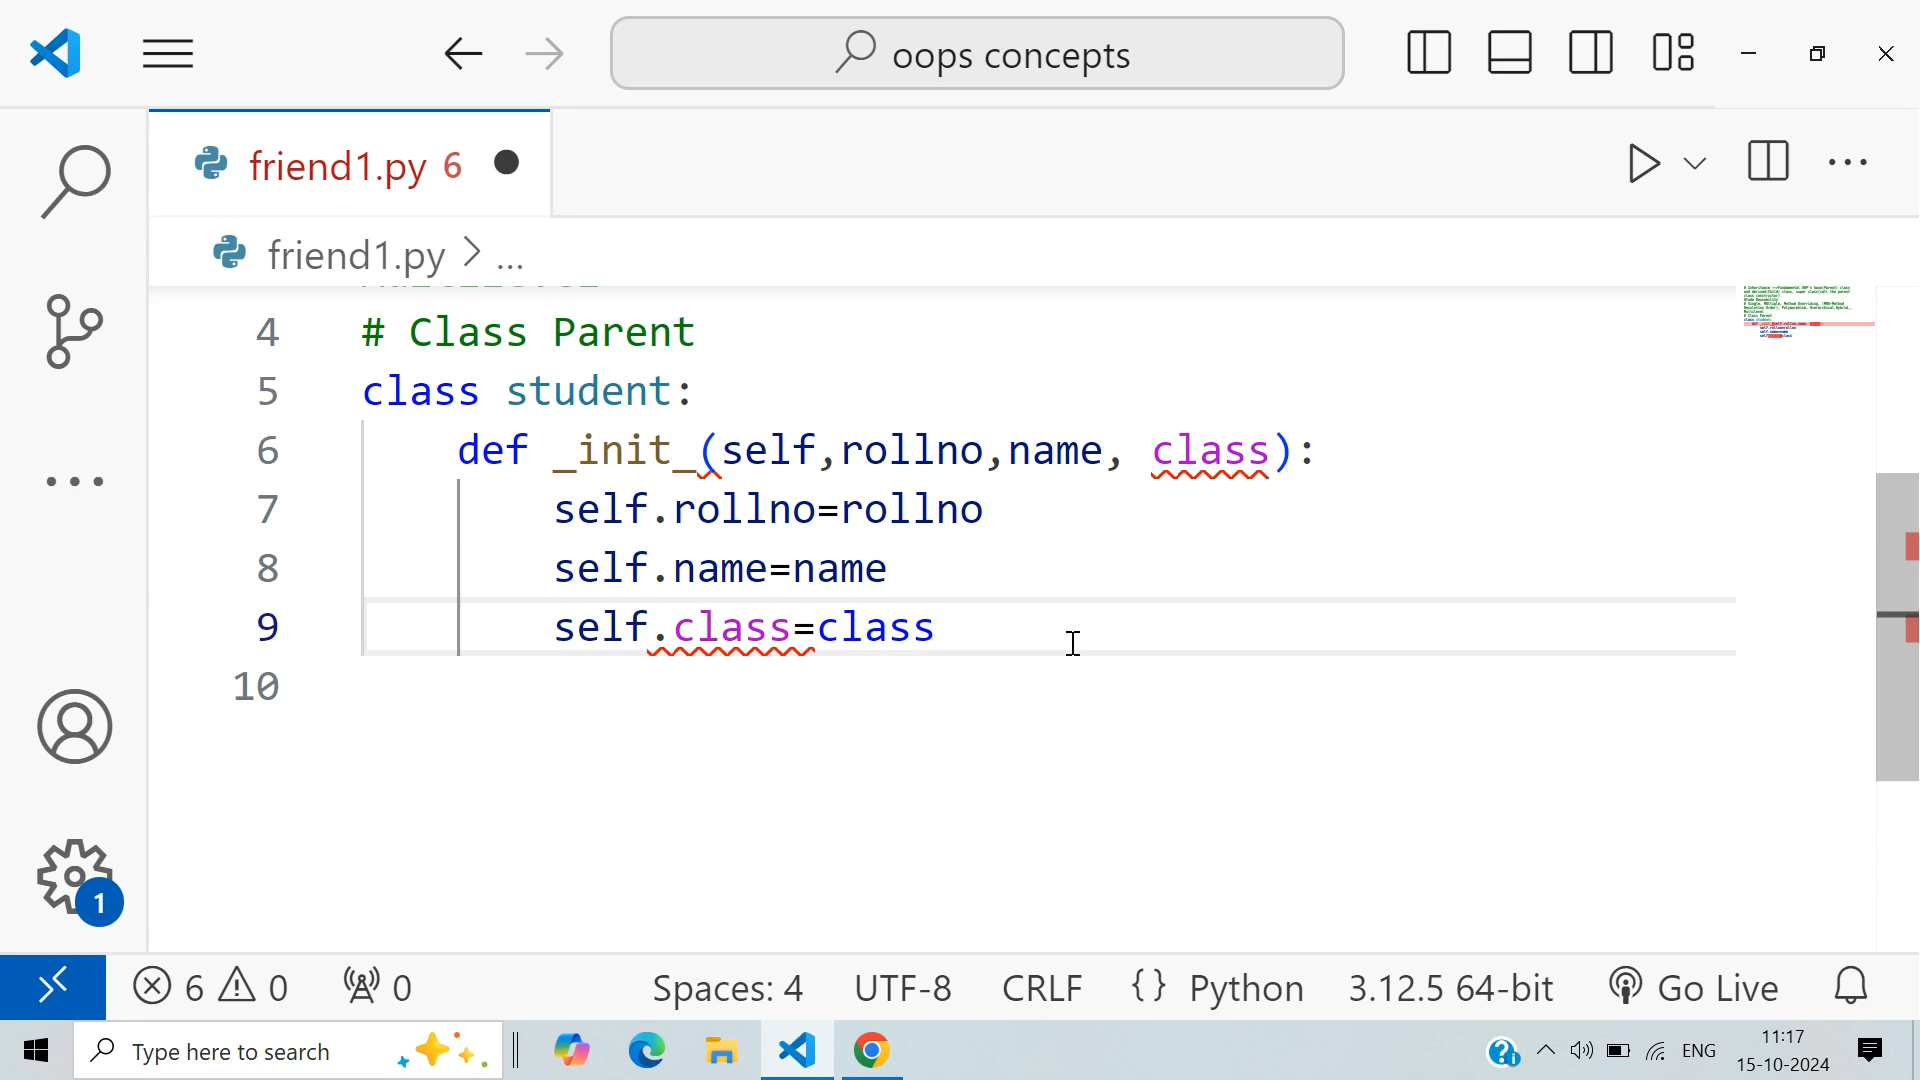 oops concepts
friend1.py 6
friend1.py > ...
4 # Class Parent
5 class student:
6 def _init_(self,rollno,name, class):
7 self.rollno=rollno
8 self.name=name
9 self.class=class
10
1
6 0 0 Spaces: 4 UTF-8 CRLF {} Python 3.12.5 64-bit Go Live
Type here to search
ENG
11:17
15-10-2024